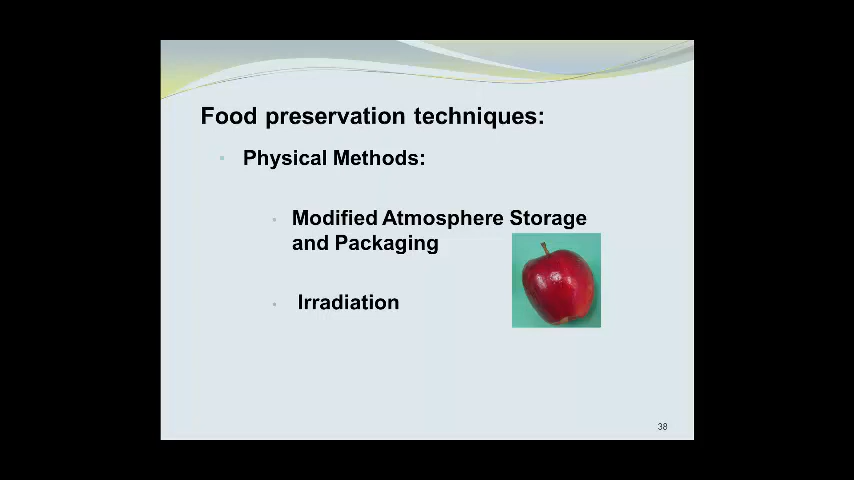 Food preservation techniques:
Physical Methods:
Modified Atmosphere Storage
and Packaging
Irradiation
38